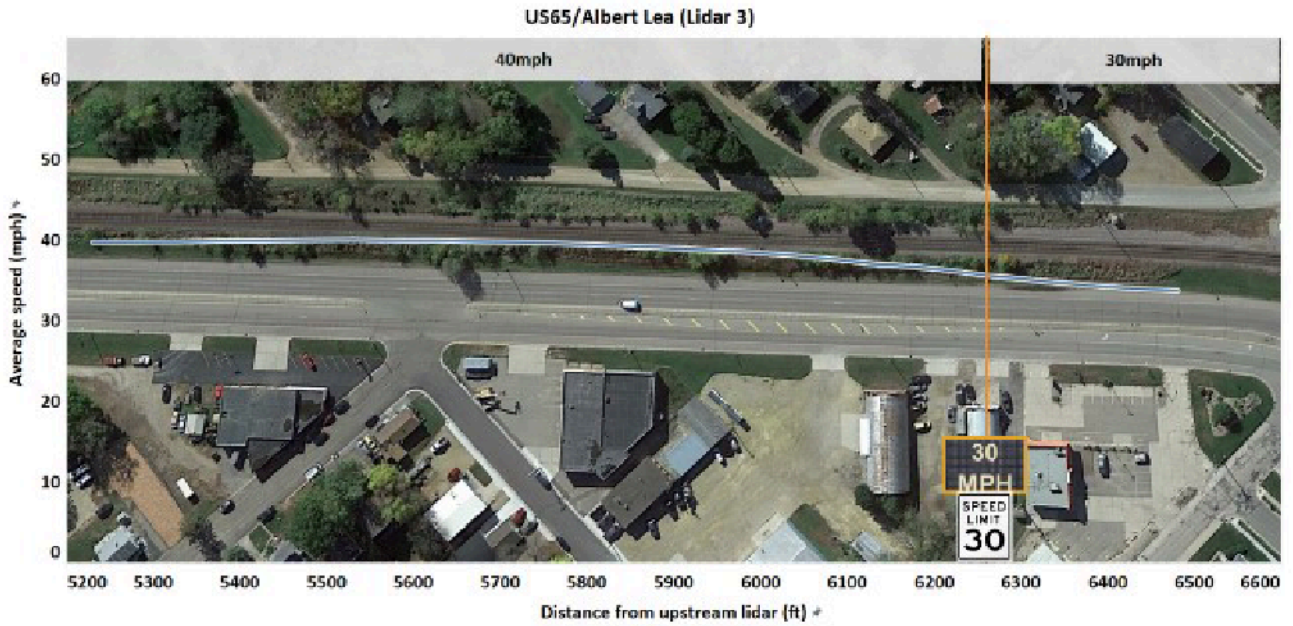 US65/Albert Lea (Lidar 3)
40mph
30mph
60
50
40
30
20
10
0
Average speed (mph)
30
MPH
SPEED
LIMIT
30
5200 5300 5400 5500 5600 5700 5800 5900 6000 6100 6200 6300 6400 6500 6600
Distance from upstream lidar (ft)